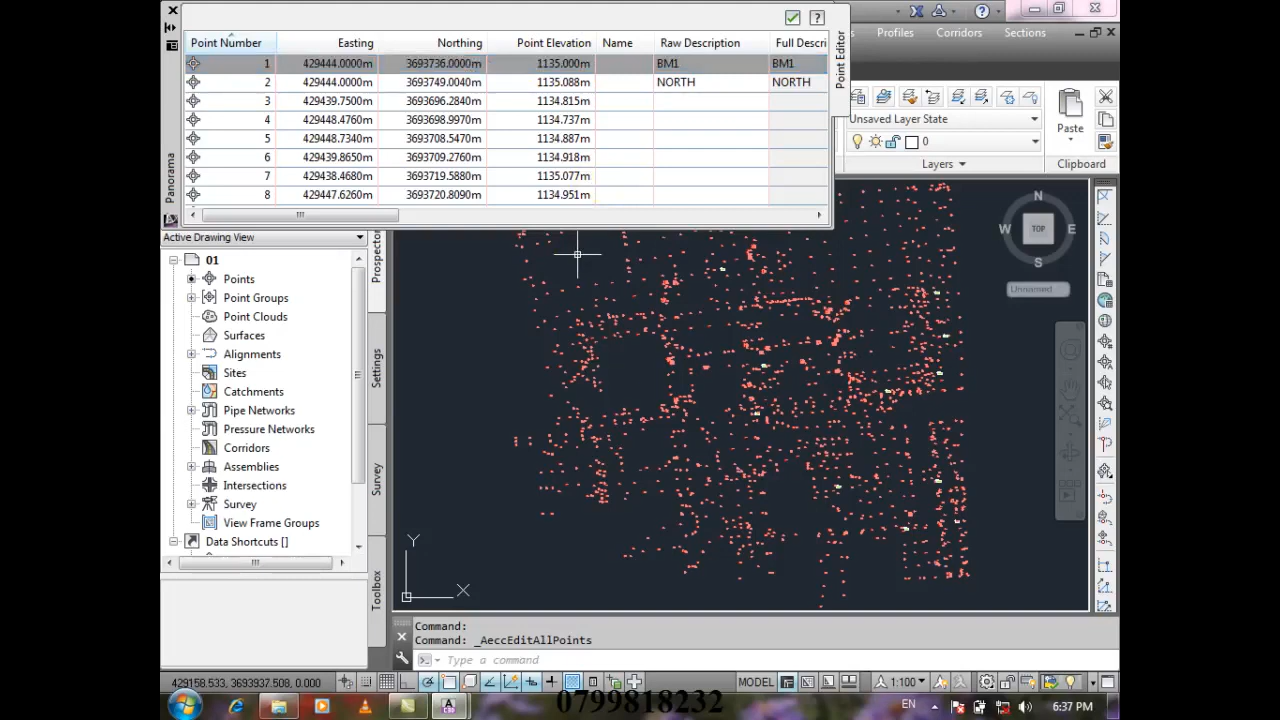 Profiles Corridors Sections
Point Number Easting Northing Point Elevation Name Raw Description Full Descri
1 429444.0000m 3693736.0000m 1135.000m BM1 BM1
2 429444.0000m 3693749.0040m 1135.088m NORTH NORTH
3 429439.7500m 3693696.2840m 1134.815m
4 429448.4760m 3693698.9970m 1134.737m
5 429448.7340m 3693708.5470m 1134.887m
6 429439.8650m 3693709.2760m 1134.918m
7 429438.4680m 3693719.5880m 1135.077m
8 429447.6260m 3693720.8090m 1134.951m
Point Editor
Panorama
Unsaved Layer State
0
Layers
Paste
Clipboard
Active Drawing View
01
Points
Point Groups
Point Clouds
Surfaces
Alignments
Sites
Catchments
Pipe Networks
Pressure Networks
Corridors
Assemblies
Intersections
Survey
View Frame Groups
Data Shortcuts []
Prospector
Settings
Survey
Toolbox
N
W TOP E
S
Unnamed
Y
X
Command:
Command: _AeccEditAllPoints
Type a command
429158.533, 3693937.508, 0.000 MODEL 1:100
0799818232
EN 6:37 PM